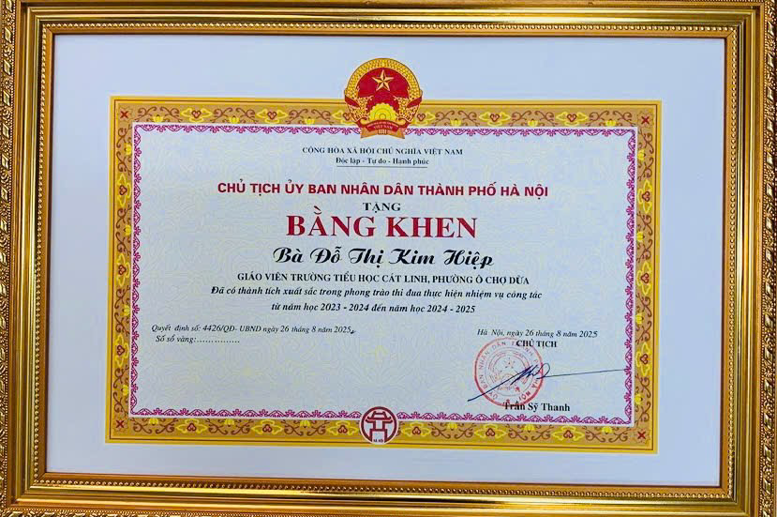 CỘNG HÒA XÃ HỘI CHỦ NGHĨA VIỆT NAM
Độc lập - Tự do - Hạnh phúc
CHỦ TỊCH ỦY BAN NHÂN DÂN THÀNH PHỐ HÀ NỘI
TẶNG
BẰNG KHEN
Bà Đỗ Thị Kim Hiệp
GIÁO VIÊN TRƯỜNG TIỂU HỌC CÁT LINH, PHƯỜNG Ô CHỢ DỪA
Đã có thành tích xuất sắc trong phong trào thi đua thực hiện nhiệm vụ công tác
từ năm học 2023 - 2024 đến năm học 2024 - 2025
Quyết định số: 4426/QĐ- UBND ngày 26 tháng 8 năm 2025
Số sổ vàng:...............
Hà Nội, ngày 26 tháng 8 năm 2025
CHỦ TỊCH
Trần Sỹ Thanh